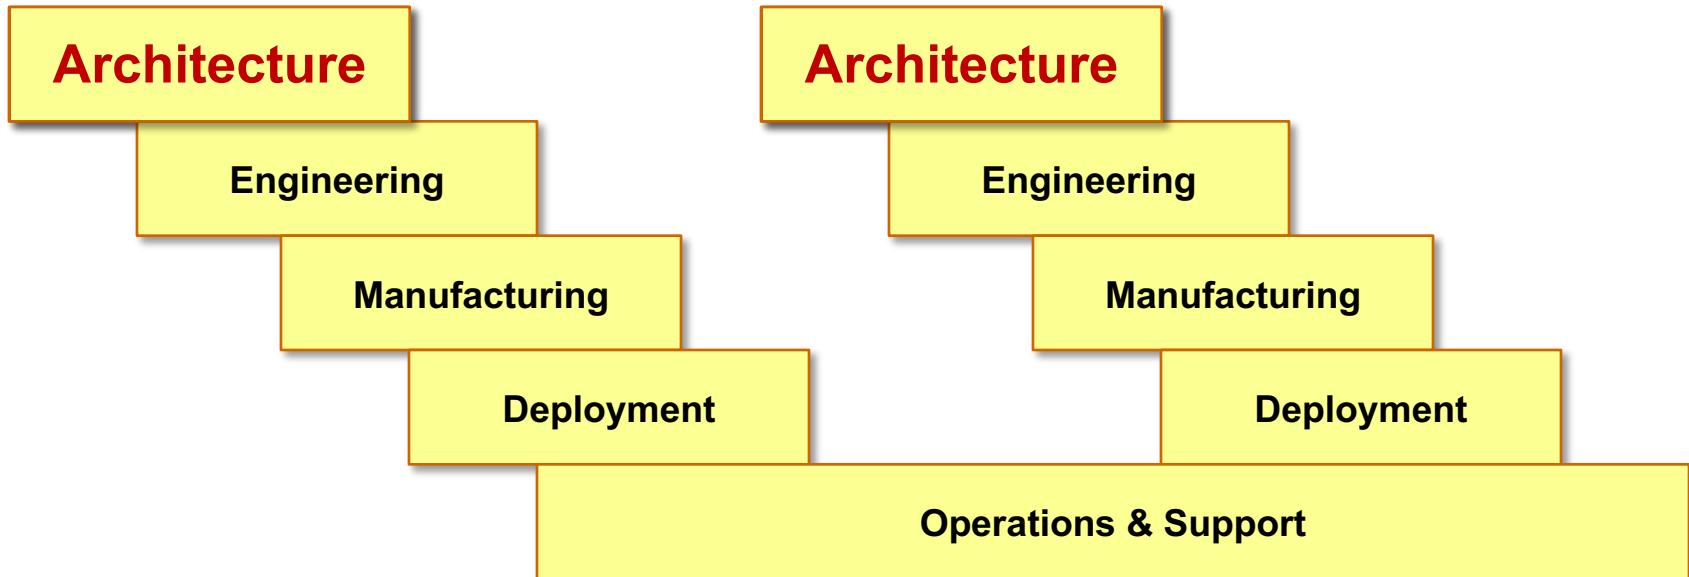 Architecture
Architecture
Engineering
Engineering
Manufacturing
Manufacturing
Deployment
Deployment
Operations & Support